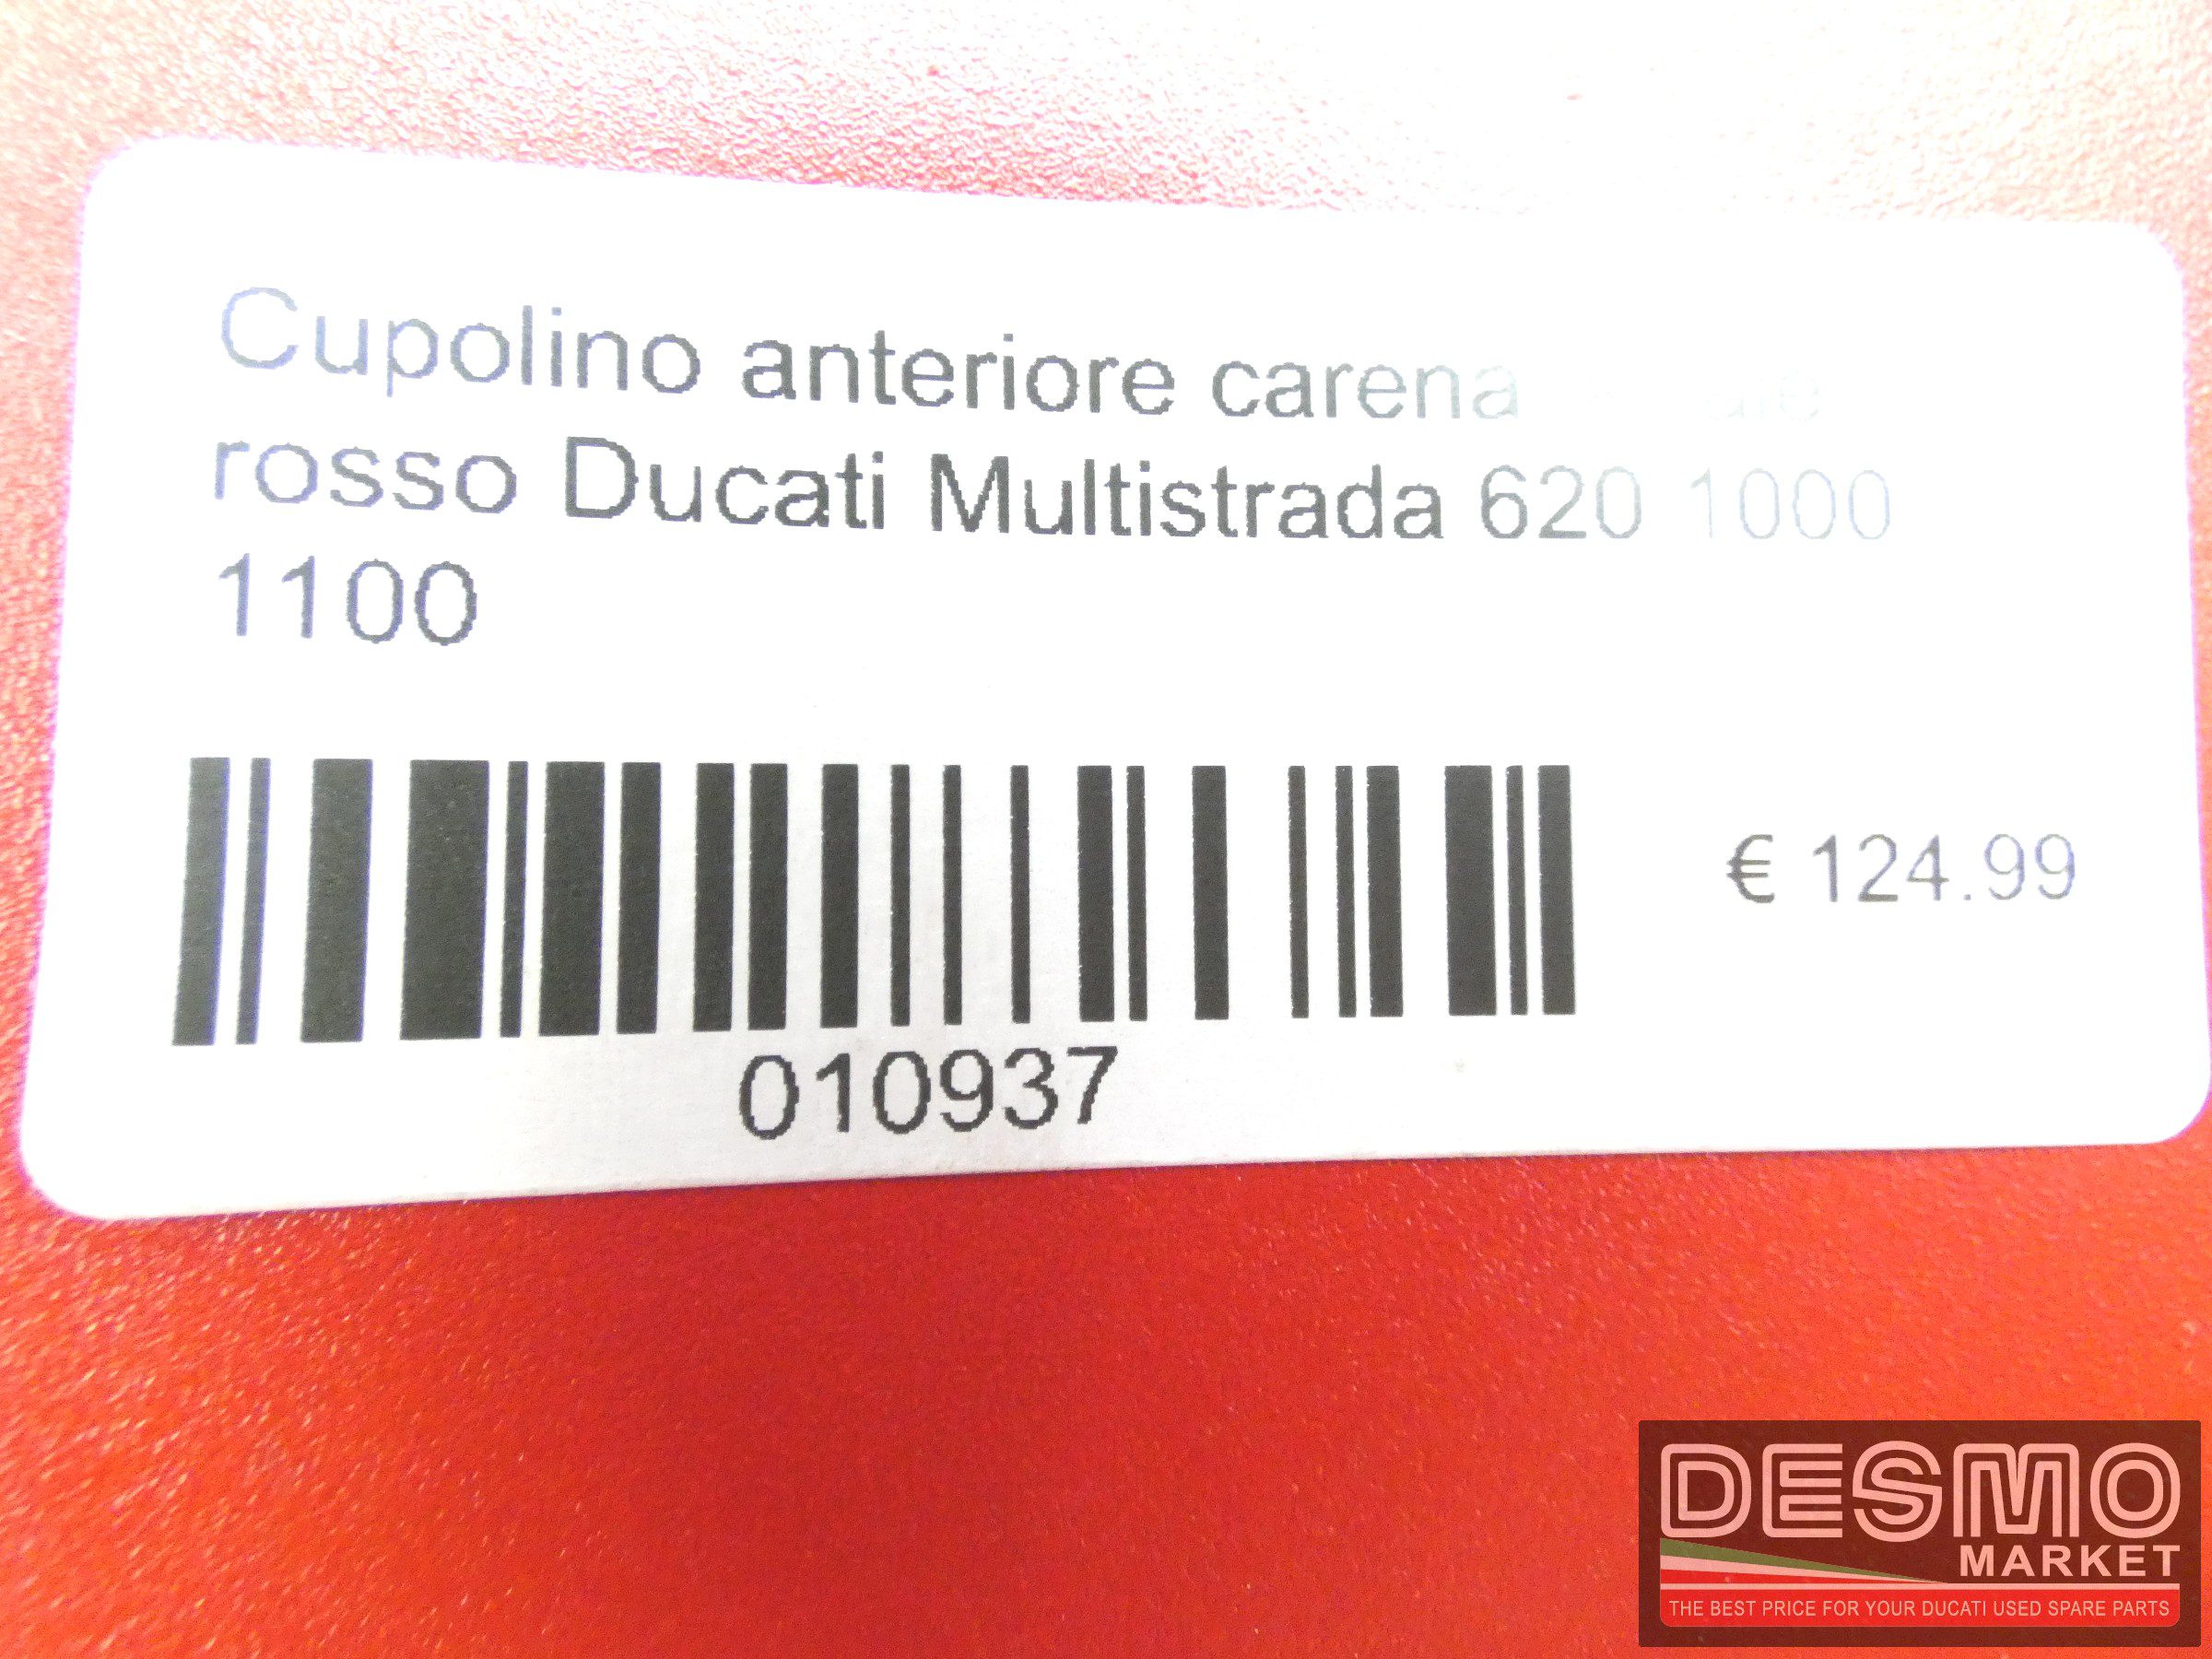 Cupolino anteriore carena
rosso Ducati Multistrada 620 1000
1100
€ 124.99
010937
DESMO
MARKET
THE BEST PRICE FOR YOUR DUCATI USED SPARE PARTS